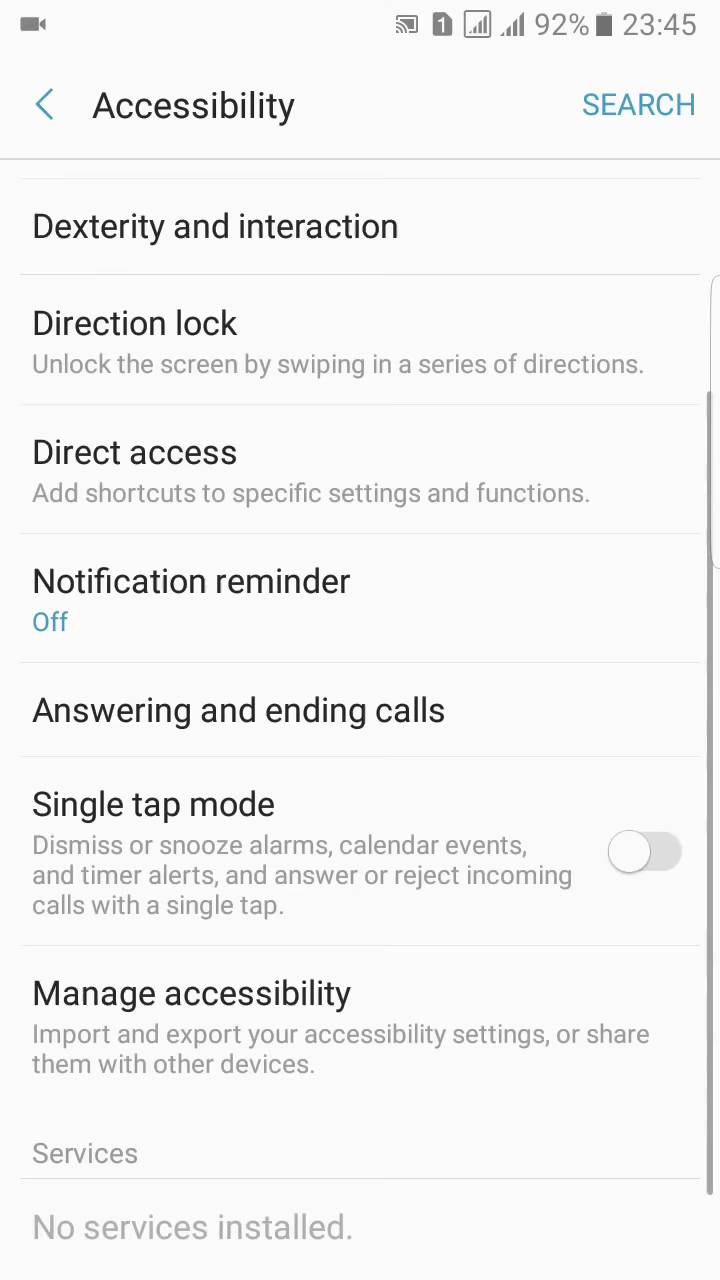 1 92% 23:45
Accessibility SEARCH
Dexterity and interaction
Direction lock
Unlock the screen by swiping in a series of directions.
Direct access
Add shortcuts to specific settings and functions.
Notification reminder
Off
Answering and ending calls
Single tap mode
Dismiss or snooze alarms, calendar events,
and timer alerts, and answer or reject incoming
calls with a single tap.
Manage accessibility
Import and export your accessibility settings, or share
them with other devices.
Services
No services installed.